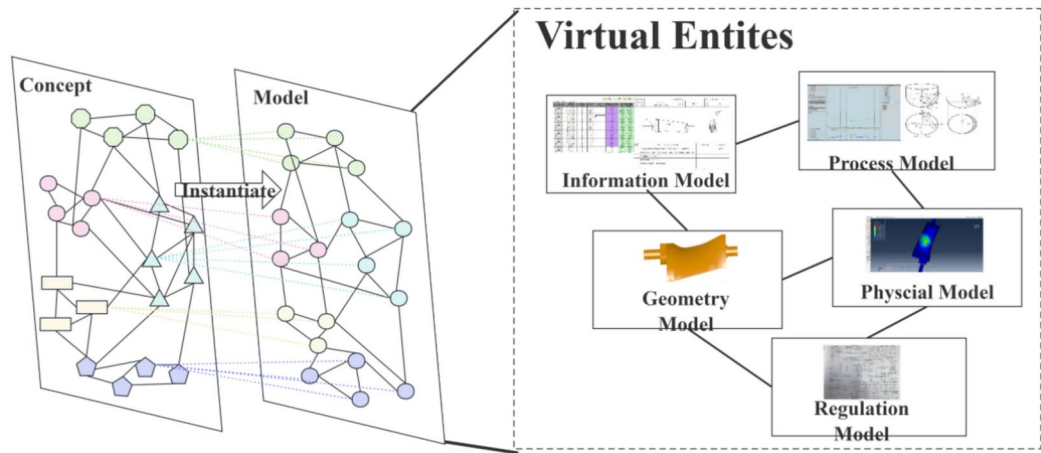 Virtual Entites
Concept
Model
Instantiate
Information Model
Process Model
Geometry
Model
Physcial Model
Regulation
Model